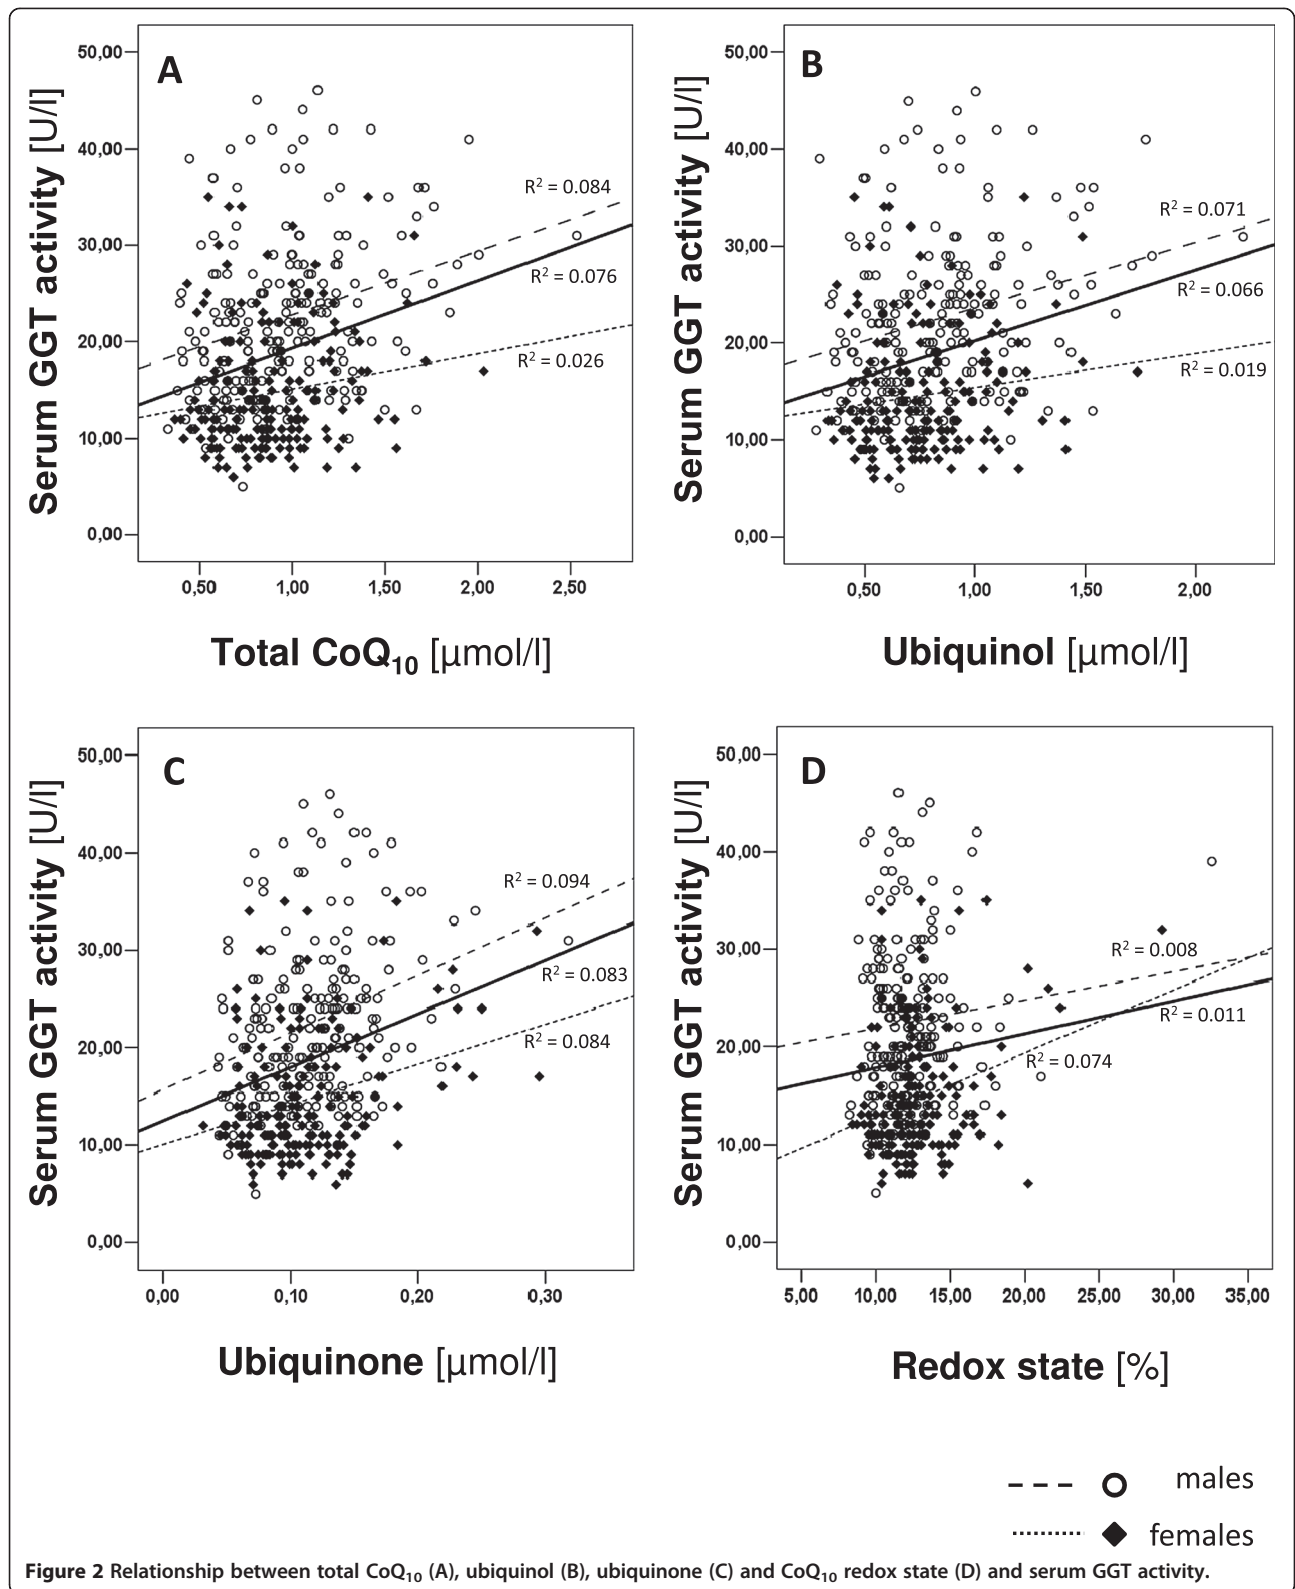 A
Serum GGT activity [U/l]
50,00
40,00
30,00
20,00
10,00
0,00
R² = 0.084
R² = 0.076
R² = 0.026
0,50 1,00 1,50 2,00 2,50
Total CoQ₁₀ [µmol/l]
B
Serum GGT activity [U/l]
50,00
40,00
30,00
20,00
10,00
0,00
R² = 0.071
R² = 0.066
R² = 0.019
0,50 1,00 1,50 2,00
Ubiquinol [µmol/l]
C
Serum GGT activity [U/l]
50,00
40,00
30,00
20,00
10,00
0,00
R² = 0.094
R² = 0.083
R² = 0.084
0,00 0,10 0,20 0,30
Ubiquinone [µmol/l]
D
Serum GGT activity [U/l]
50,00
40,00
30,00
20,00
10,00
0,00
R² = 0.008
R² = 0.011
R² = 0.074
5,00 10,00 15,00 20,00 25,00 30,00 35,00
Redox state [%]
males
females
Figure 2 Relationship between total CoQ₁₀ (A), ubiquinol (B), ubiquinone (C) and CoQ₁₀ redox state (D) and serum GGT activity.